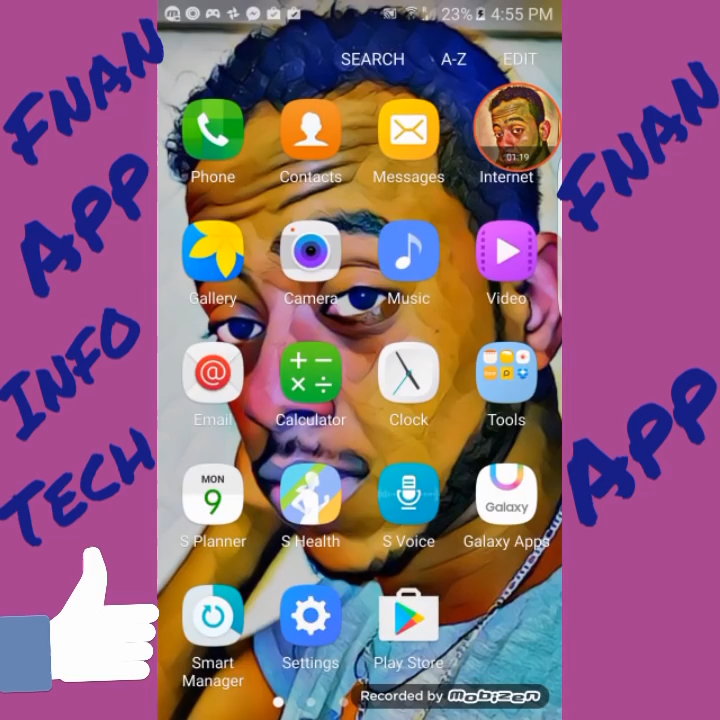 23% 4:55 PM
SEARCH A-Z EDIT
01:19
Phone Contacts Messages Internet
Gallery Camera Music Video
@
Email Calculator Clock Tools
MON
9
Galaxy
S Planner S Health S Voice Galaxy Apps
Smart Manager Settings Play Store
Recorded by mobizen
FNAN
APP
INFO
TECH
FNAN
APP